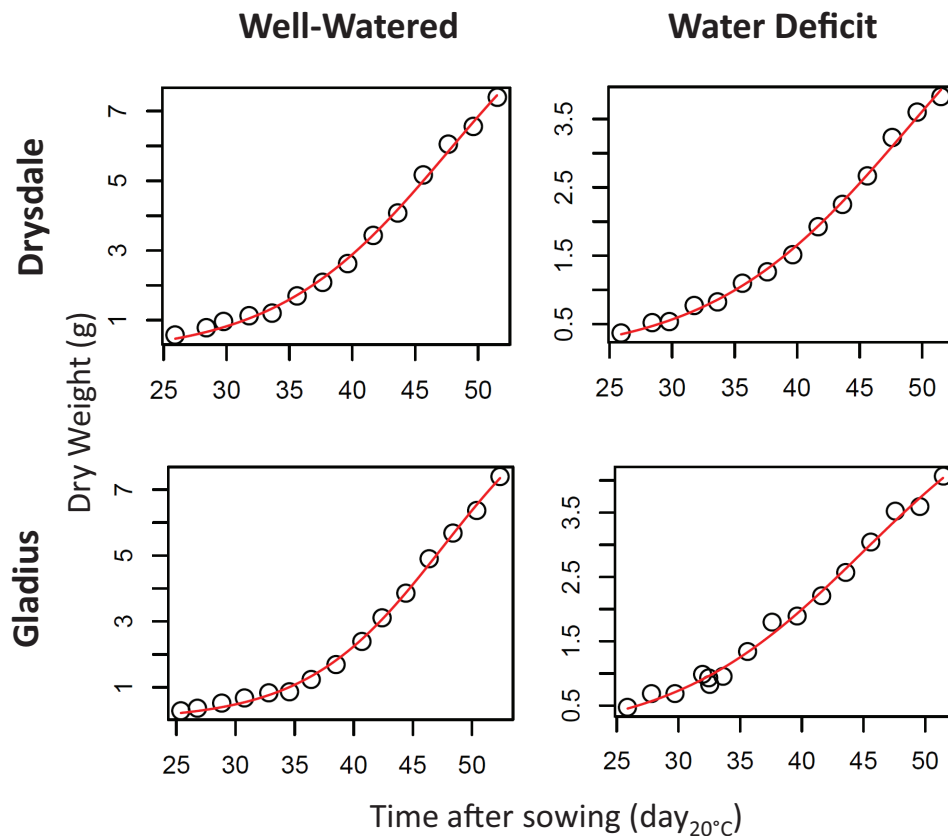 Well-Watered
Water Deficit
Drysdale
Gladius
Dry Weight (g)
1 3 5 7
25 30 35 40 45 50
0.5 1.5 2.5 3.5
25 30 35 40 45 50
1 3 5 7
25 30 35 40 45 50
0.5 1.5 2.5 3.5
25 30 35 40 45 50
Time after sowing (day20°C)